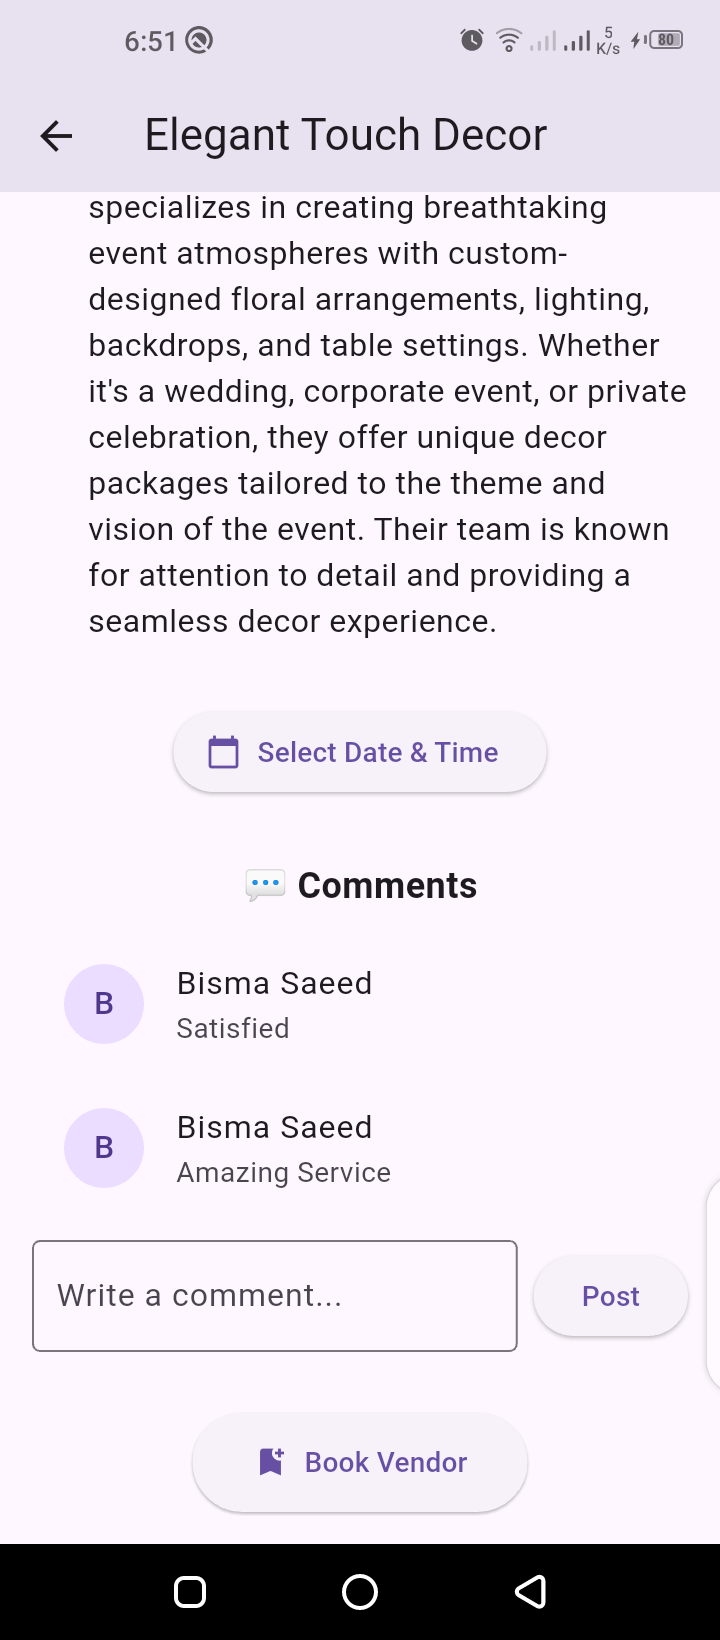 6:51
5
K/s
80
Elegant Touch Decor
specializes in creating breathtaking
event atmospheres with custom-
designed floral arrangements, lighting,
backdrops, and table settings. Whether
it's a wedding, corporate event, or private
celebration, they offer unique decor
packages tailored to the theme and
vision of the event. Their team is known
for attention to detail and providing a
seamless decor experience.
Select Date & Time
💬 Comments
B
Bisma Saeed
Satisfied
B
Bisma Saeed
Amazing Service
Write a comment...
Post
Book Vendor